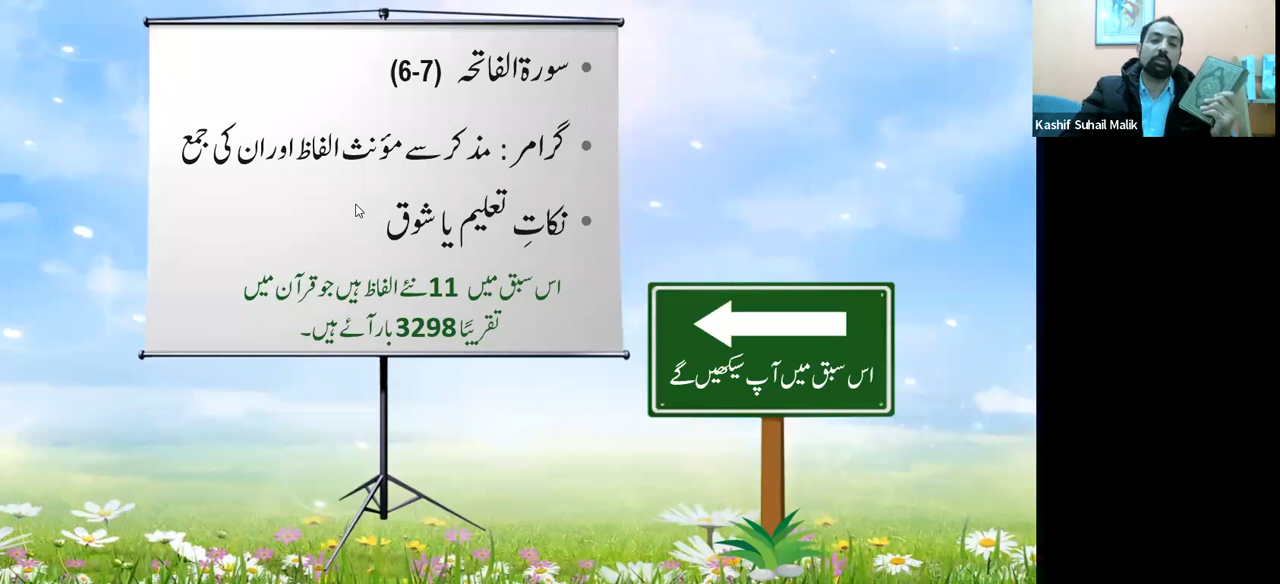 سورۃ الفاتحہ (6-7)
گرامر: مذکر سے مؤنث الفاظ اور ان کی جمع
نکاتِ تعلیم یا شوق
اس سبق میں 11 نئے الفاظ ہیں جو قرآن میں
تقریبًا 3298 بار آئے ہیں۔
اس سبق میں آپ سیکھیں گے
Kashif Suhail Malik